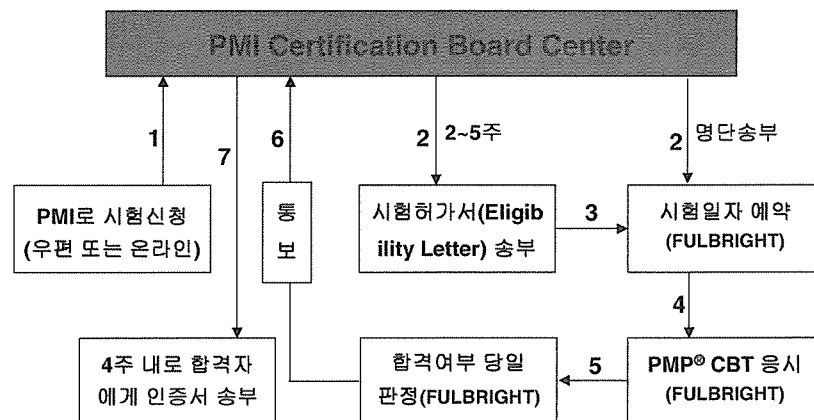 PMI Certification Board Center
1
7
6
2
2~5주
2
명단송부
PMI로 시험신청
(우편 또는 온라인)
통
보
시험허가서(Eligib
ility Letter) 송부
3
시험일자 예약
(FULBRIGHT)
4
4주 내로 합격자
에게 인증서 송부
합격여부 당일
판정(FULBRIGHT)
5
PMP® CBT 응시
(FULBRIGHT)